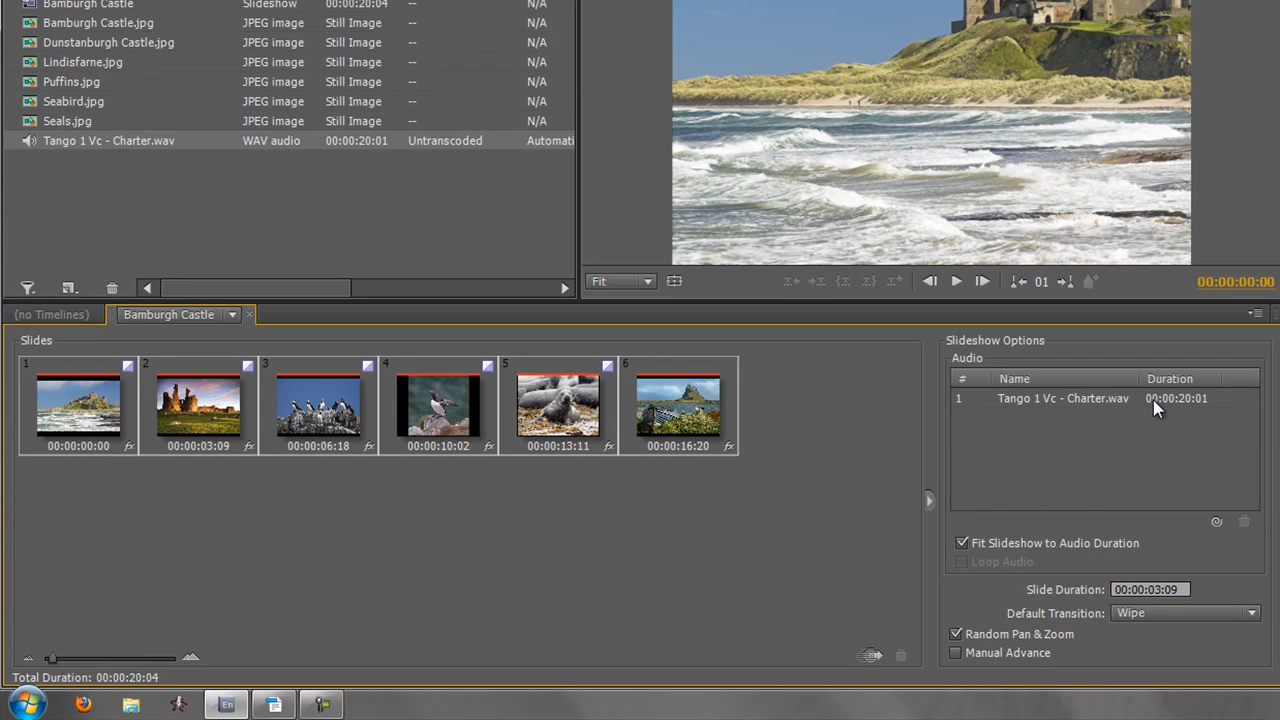 Bamburgh Castle Slideshow 00:00:20:04 -- N/A
Bamburgh Castle.jpg JPEG image Still Image -- N/A
Dunstanburgh Castle.jpg JPEG image Still Image -- N/A
Lindisfarne.jpg JPEG image Still Image -- N/A
Puffins.jpg JPEG image Still Image -- N/A
Seabird.jpg JPEG image Still Image -- N/A
Seals.jpg JPEG image Still Image -- N/A
Tango 1 Vc - Charter.wav WAV audio 00:00:20:01 Untranscoded Automati
Fit 01 00:00:00:00
(no Timelines) Bamburgh Castle
Slides
1 2 3 4 5 6
00:00:00:00 fx 00:00:03:09 fx 00:00:06:18 fx 00:00:10:02 fx 00:00:13:11 fx 00:00:16:20 fx
Slideshow Options
Audio
# Name Duration
1 Tango 1 Vc - Charter.wav 00:00:20:01
Fit Slideshow to Audio Duration
Loop Audio
Slide Duration: 00:00:03:09
Default Transition: Wipe
Random Pan & Zoom
Manual Advance
Total Duration: 00:00:20:04
En